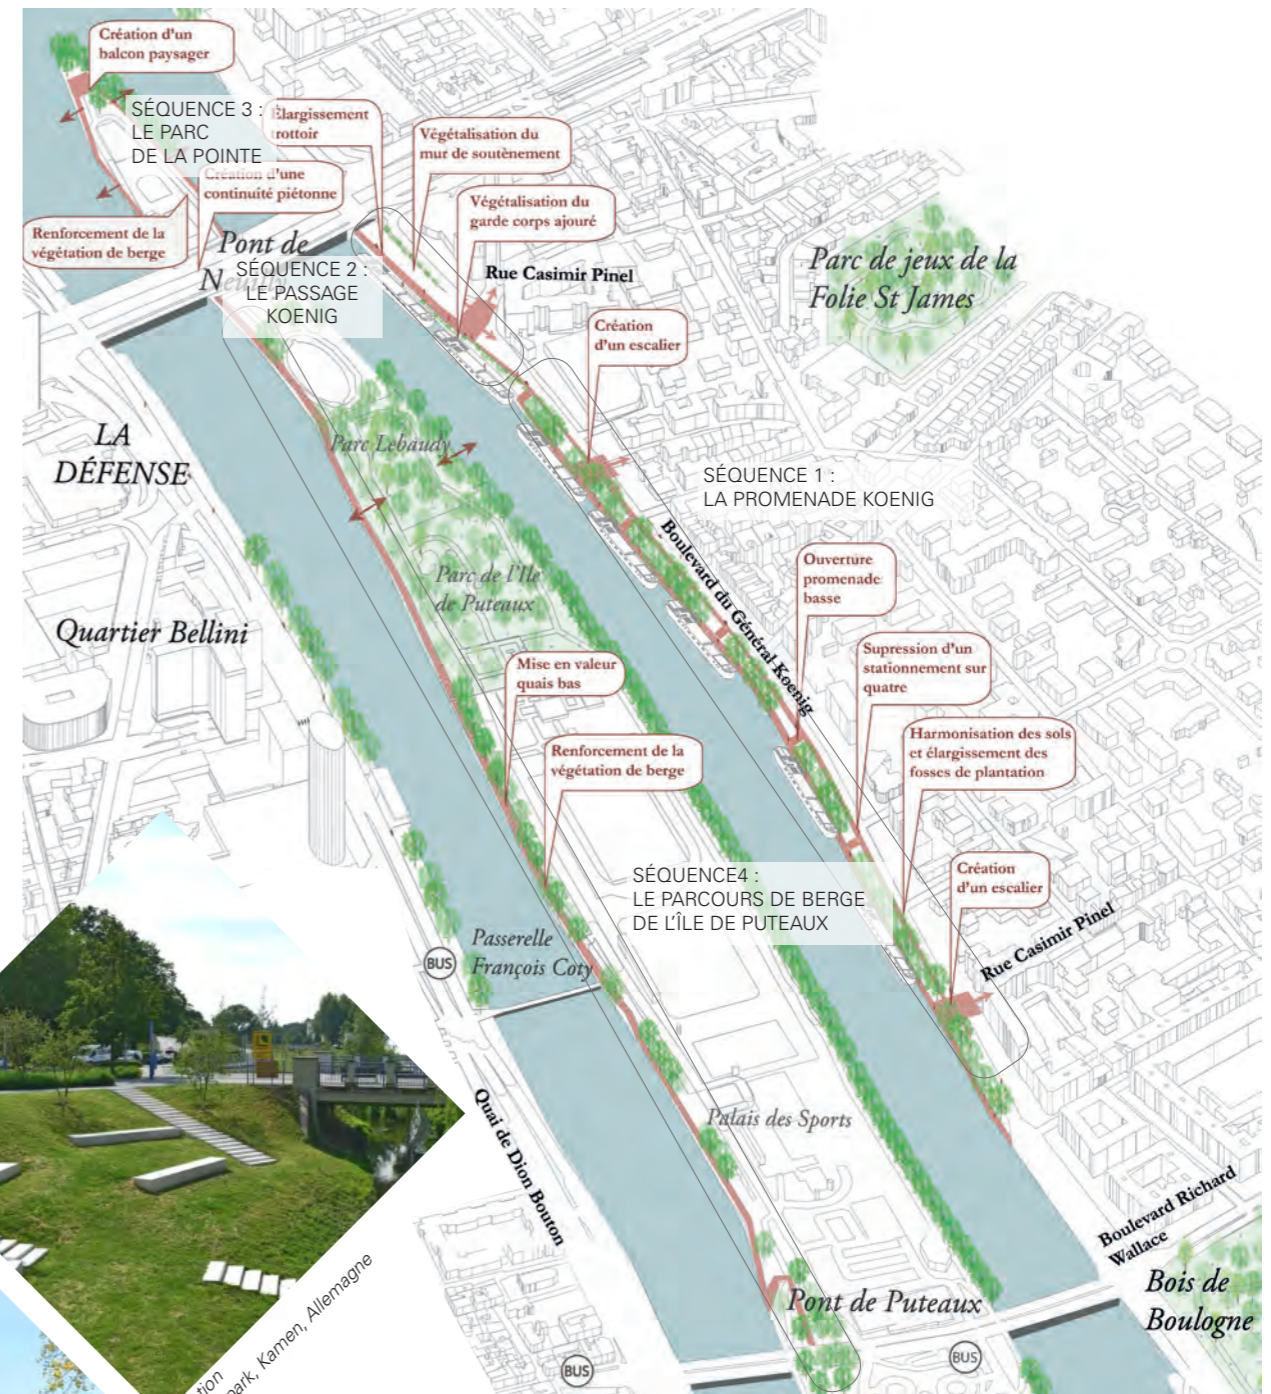 Création d'un
balcon paysager
SÉQUENCE 3 :
LE PARC
DE LA POINTE
Élargissement
trottoir
Création d'une
continuité piétonne
Végétalisation du
mur de soutènement
Végétalisation du
garde corps ajouré
Renforcement de la
végétation de berge
Pont de
Neuilly
SÉQUENCE 2 :
LE PASSAGE
KOENIG
Rue Casimir Pinel
Parc de jeux de la
Folie St James
Création
d'un escalier
LA
DÉFENSE
Parc Lebaudy
SÉQUENCE 1 :
LA PROMENADE KOENIG
Boulevard du Général Koenig
Ouverture
promenade
basse
Parc de l'Ile
de Puteaux
Quartier Bellini
Mise en valeur
quais bas
Supression d'un
stationnement sur
quatre
Renforcement de la
végétation de berge
Harmonisation des sols
et élargissement des
fosses de plantation
SÉQUENCE4 :
LE PARCOURS DE BERGE
DE L'ÎLE DE PUTEAUX
Création
d'un escalier
Rue Casimir Pinel
BUS
Passerelle
François Coty
Quai de Dion Bouton
Palais des Sports
Boulevard Richard
Wallace
Bois de
Boulogne
Pont de Puteaux
BUS
BUS
park, Kamen, Allemagne